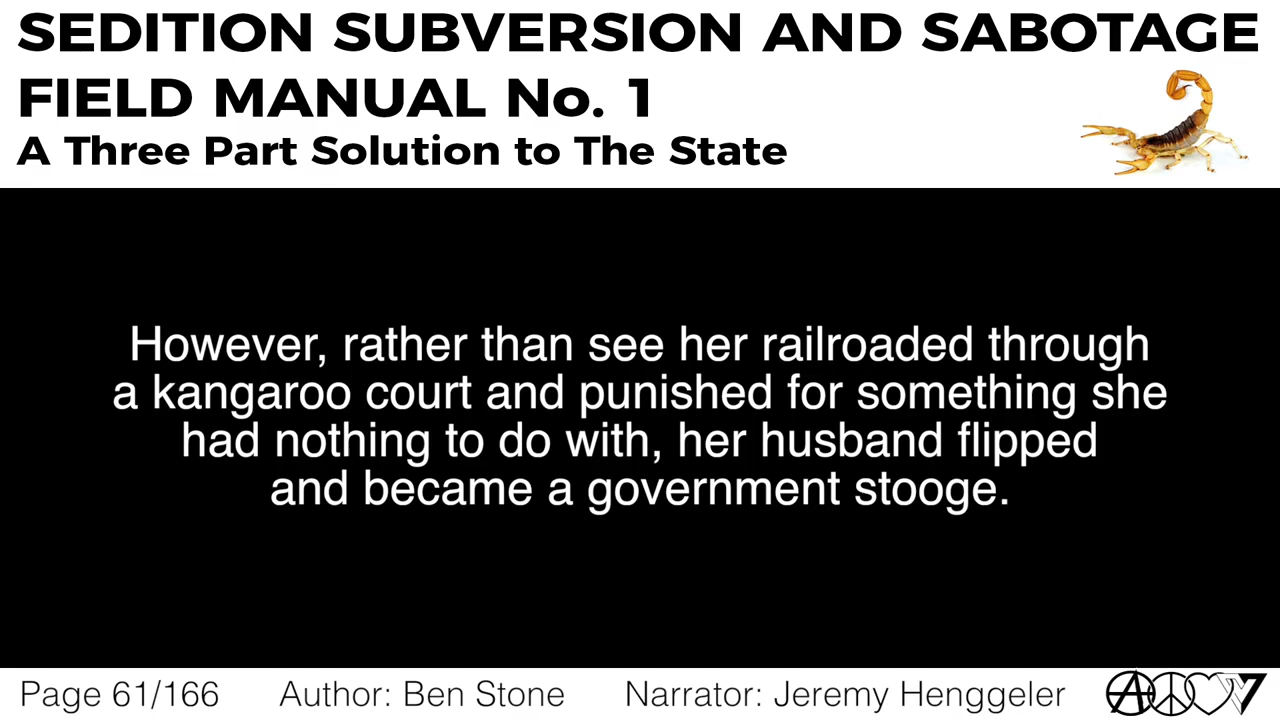 SEDITION SUBVERSION AND SABOTAGE
FIELD MANUAL No. 1
A Three Part Solution to The State
However, rather than see her railroaded through
a kangaroo court and punished for something she
had nothing to do with, her husband flipped
and became a government stooge.
Page 61/166 Author: Ben Stone Narrator: Jeremy Henggeler